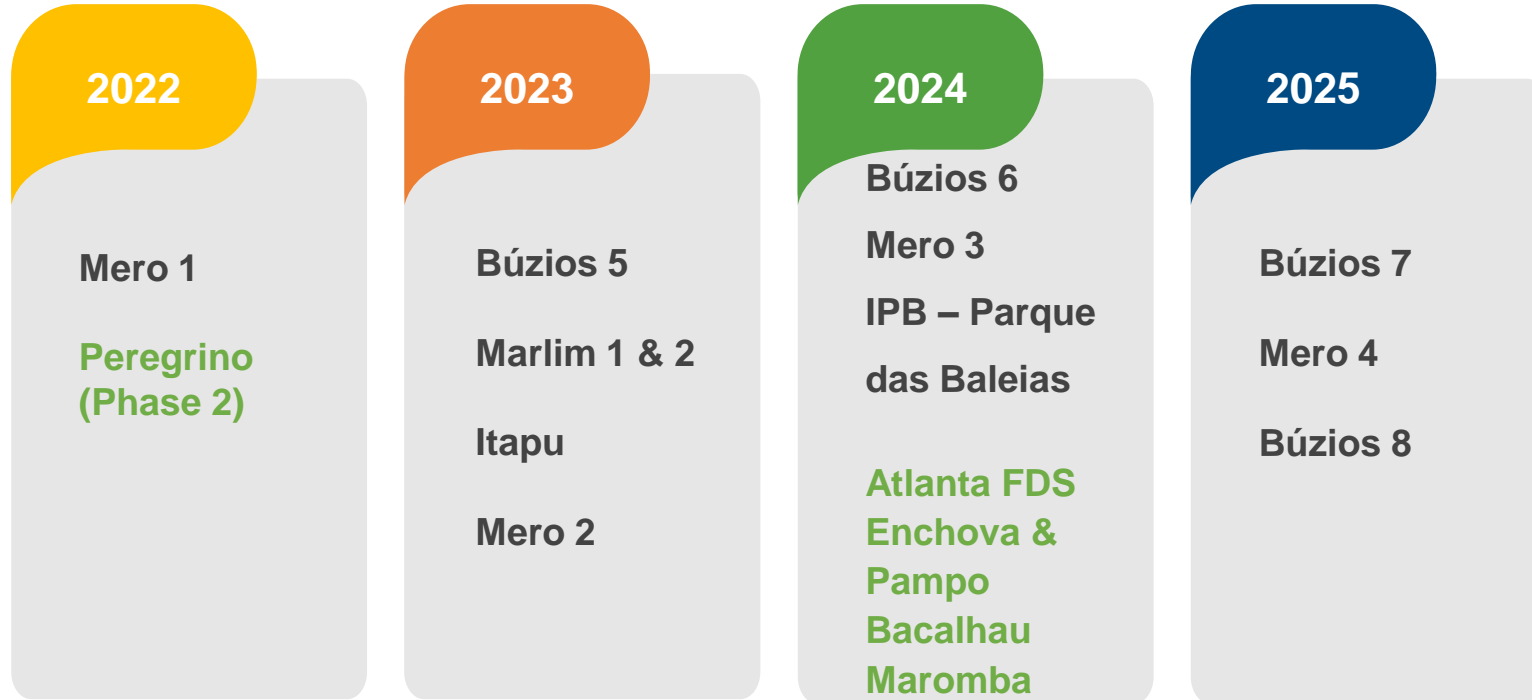 2022
Mero 1
Peregrino
(Phase 2)
2023
Búzios 5
Marlim 1 & 2
Itapu
Mero 2
2024
Búzios 6
Mero 3
IPB – Parque
das Baleias
Atlanta FDS
Enchova &
Pampo
Bacalhau
Maromba
2025
Búzios 7
Mero 4
Búzios 8